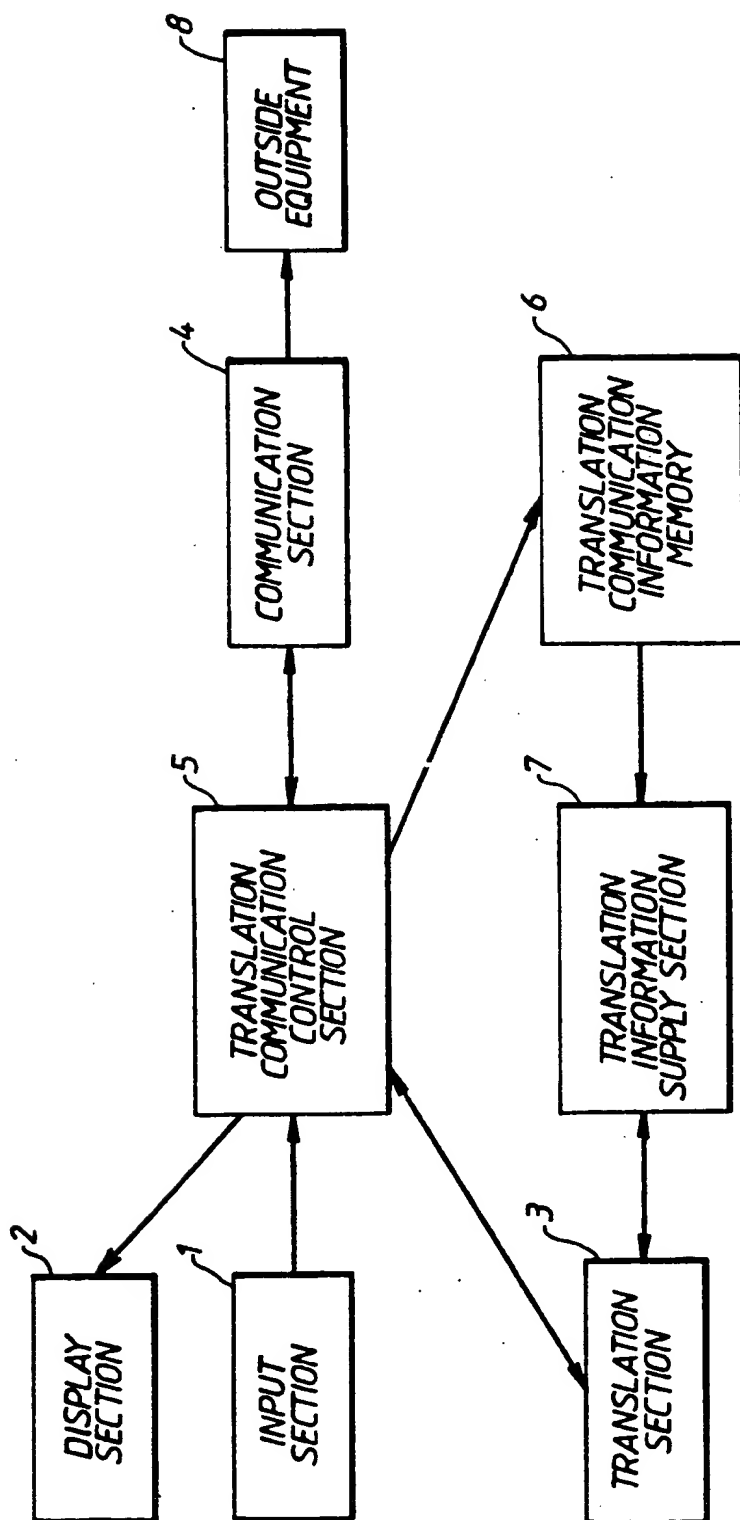 2
DISPLAY
SECTION
1
INPUT
SECTION
5
TRANSLATION
COMMUNICATION
CONTROL
SECTION
4
COMMUNICATION
SECTION
8
OUTSIDE
EQUIPMENT
3
TRANSLATION
SECTION
7
TRANSLATION
INFORMATION
SUPPLY SECTION
6
TRANSLATION
COMMUNICATION
INFORMATION
MEMORY